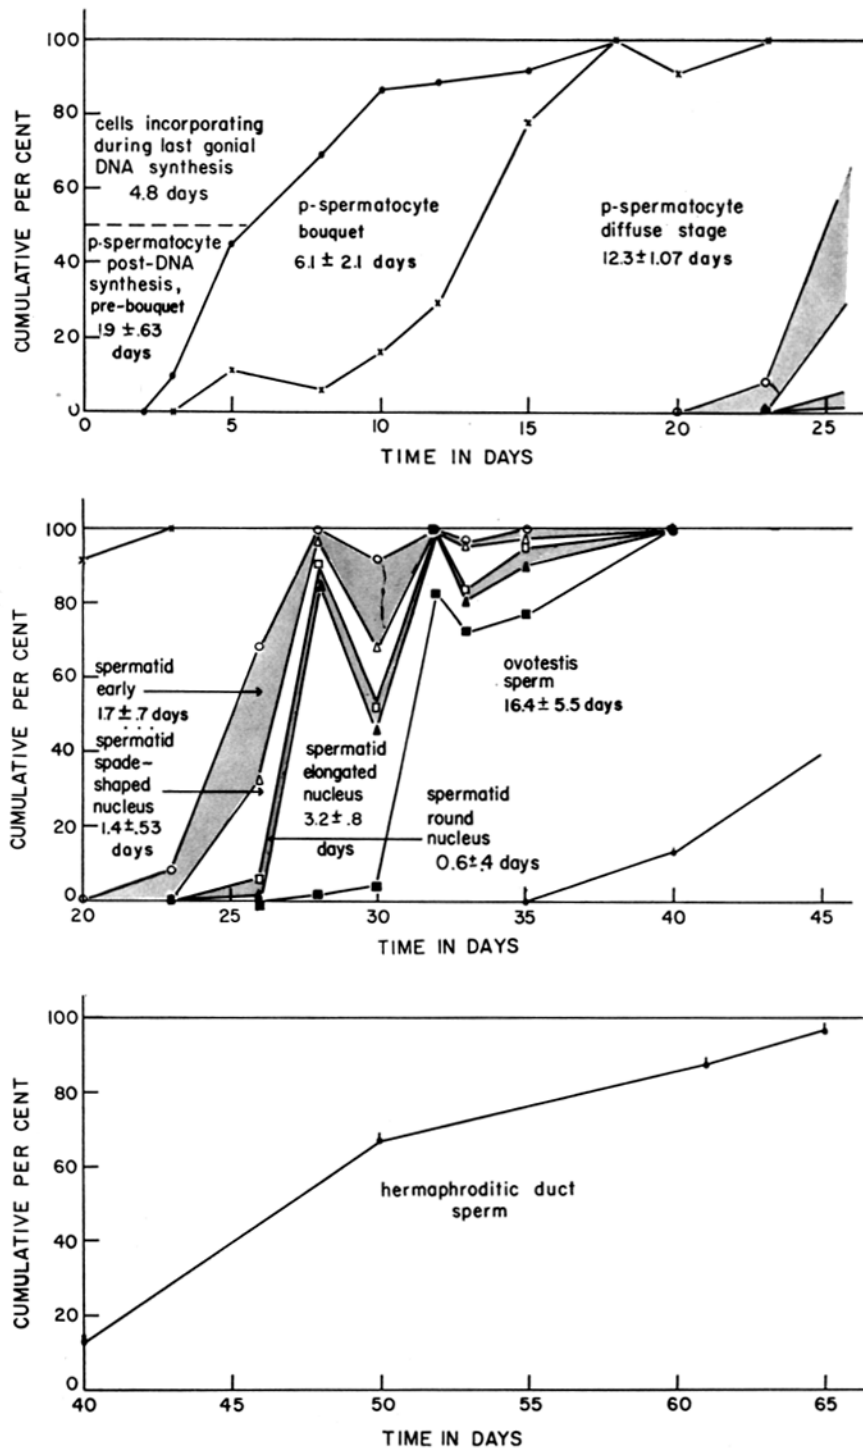 CUMULATIVE PER CENT
100
80
60
40
20
0
cells incorporating
during last gonial
DNA synthesis
4.8 days
p-spermatocyte
post-DNA
synthesis,
pre-bouquet
1.9 ± .63
days
p-spermatocyte
bouquet
6.1 ± 2.1 days
p-spermatocyte
diffuse stage
12.3 ± 1.07 days
0 5 10 15 20 25
TIME IN DAYS
CUMULATIVE PER CENT
100
80
60
40
20
0
spermatid
early
1.7 ± .7 days
spermatid
spade-
shaped
nucleus
1.4 ± .53
days
spermatid
elongated
nucleus
3.2 ± .8
days
spermatid
round
nucleus
0.6 ± .4 days
ovotestis
sperm
16.4 ± 5.5 days
20 25 30 35 40 45
TIME IN DAYS
CUMULATIVE PER CENT
100
80
60
40
20
0
hermaphroditic duct
sperm
40 45 50 55 60 65
TIME IN DAYS